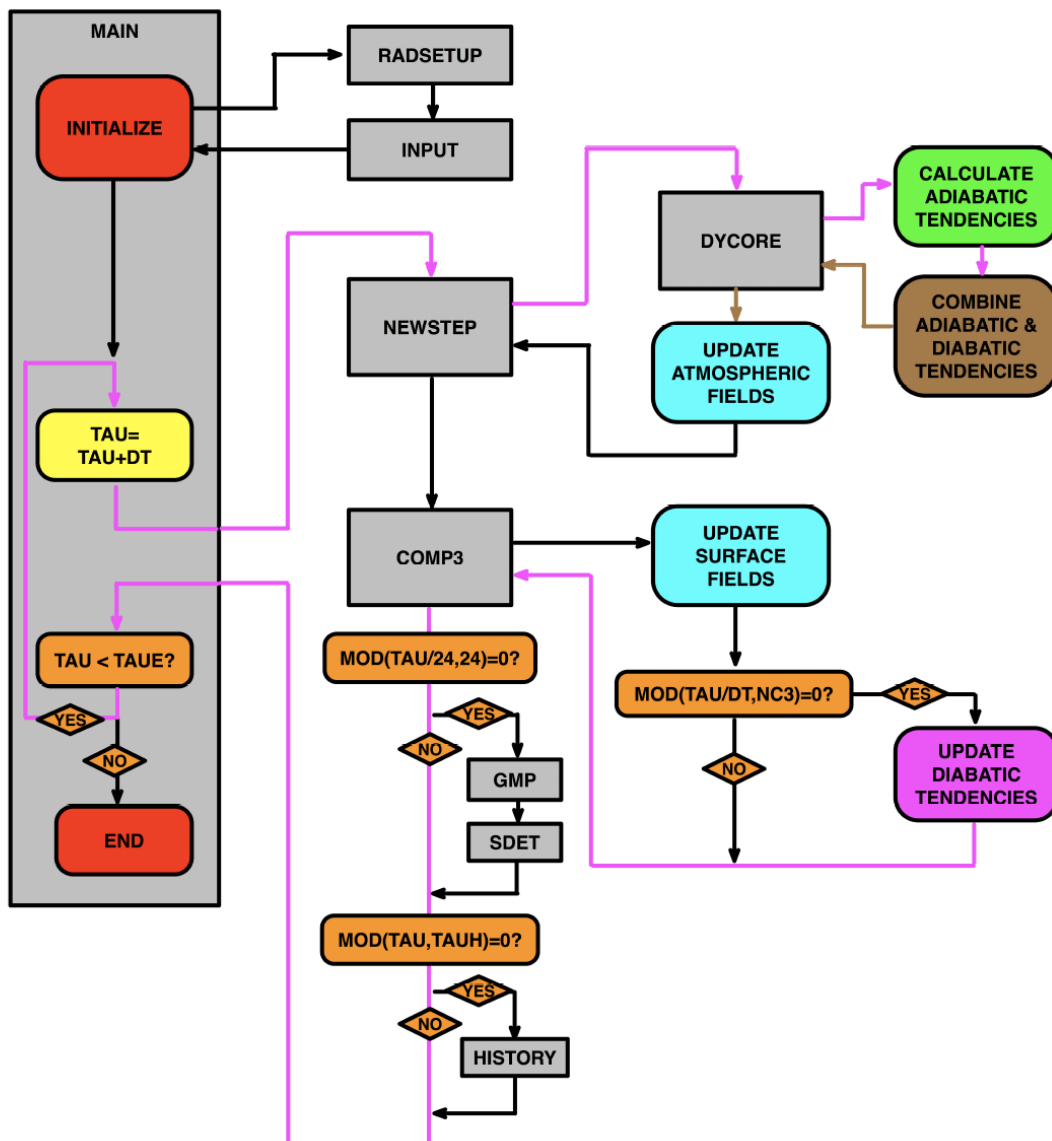 MAIN
INITIALIZE
RADSETUP
INPUT
NEWSTEP
DYCORE
CALCULATE
ADIABATIC
TENDENCIES
COMBINE
ADIABATIC &
DIABATIC
TENDENCIES
UPDATE
ATMOSPHERIC
FIELDS
TAU=
TAU+DT
COMP3
UPDATE
SURFACE
FIELDS
TAU < TAUE?
YES
NO
END
MOD(TAU/24,24)=0?
YES
NO
GMP
SDET
MOD(TAU/DT,NC3)=0?
YES
NO
UPDATE
DIABATIC
TENDENCIES
MOD(TAU,TAUH)=0?
YES
NO
HISTORY